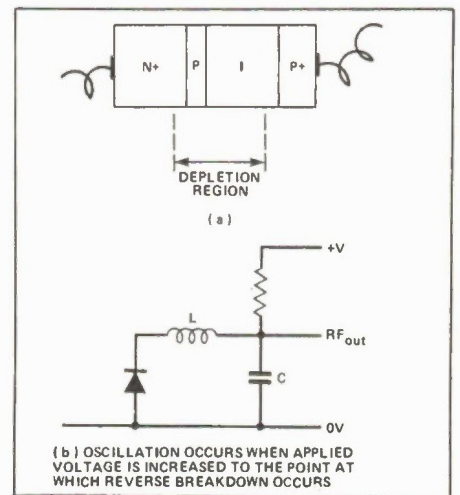 N+ P I P+
DEPLETION
REGION
(a)
+V
L
RFout
C
0V
(b) OSCILLATION OCCURS WHEN APPLIED
VOLTAGE IS INCREASED TO THE POINT AT
WHICH REVERSE BREAKDOWN OCCURS